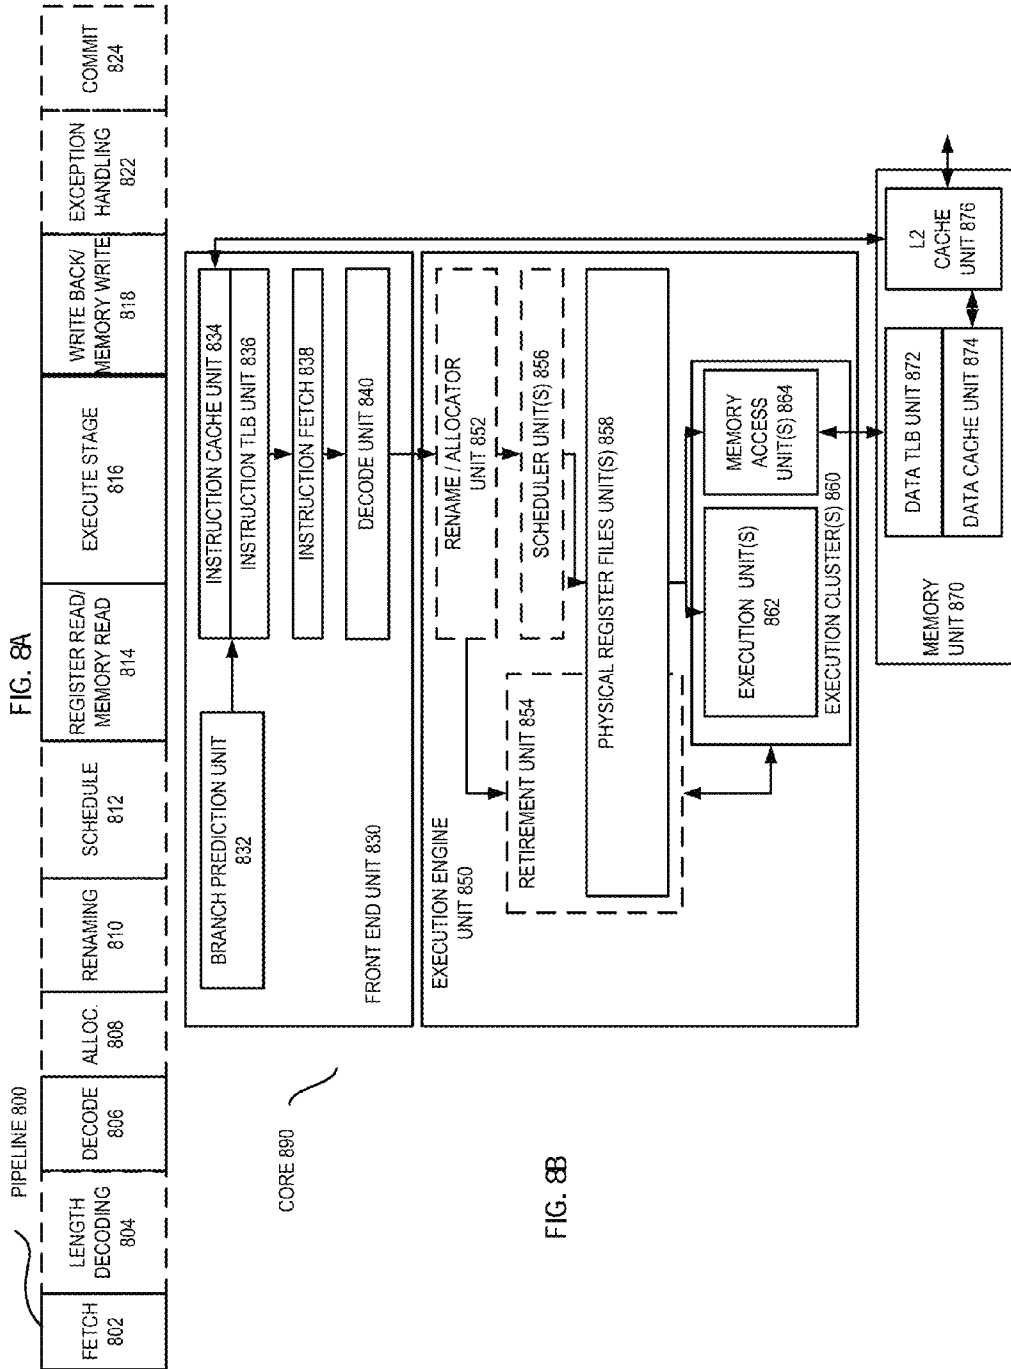 FIG. 8A
PIPELINE 800
FETCH
802
LENGTH
DECODING
804
DECODE
806
ALLOC.
808
RENAMING
810
SCHEDULE
812
REGISTER READ/
MEMORY READ
814
EXECUTE STAGE
816
WRITE BACK/
MEMORY WRITE
818
EXCEPTION
HANDLING
822
COMMIT
824
CORE 890
BRANCH PREDICTION UNIT
832
INSTRUCTION CACHE UNIT 834
INSTRUCTION TLB UNIT 836
INSTRUCTION FETCH 838
DECODE UNIT 840
FRONT END UNIT 830
EXECUTION ENGINE
UNIT 850
RENAME / ALLOCATOR
UNIT 852
SCHEDULER UNIT(S) 856
RETIREMENT UNIT 854
PHYSICAL REGISTER FILES UNIT(S) 858
EXECUTION UNIT(S)
862
MEMORY
ACCESS
UNIT(S) 864
EXECUTION CLUSTER(S) 860
MEMORY
UNIT 870
DATA TLB UNIT 872
DATA CACHE UNIT 874
L2
CACHE
UNIT 876
FIG. 8B